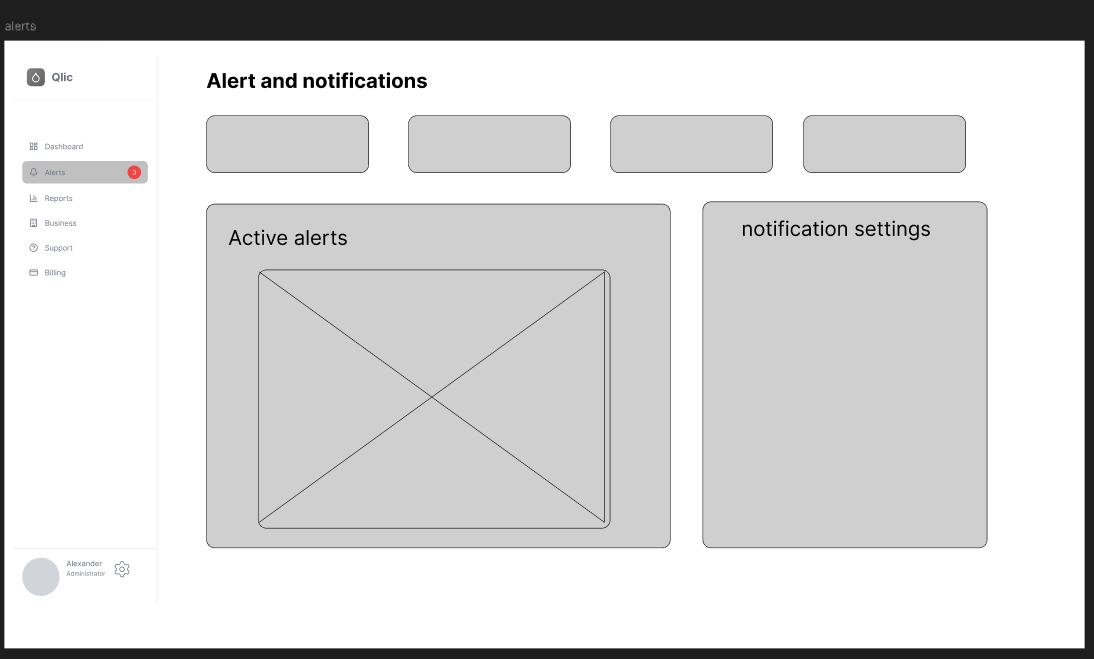 alerts
Qlic
Alert and notifications
Dashboard
Alerts
3
Reports
Business
Support
Billing
Active alerts
notification settings
Alexander
Administrator